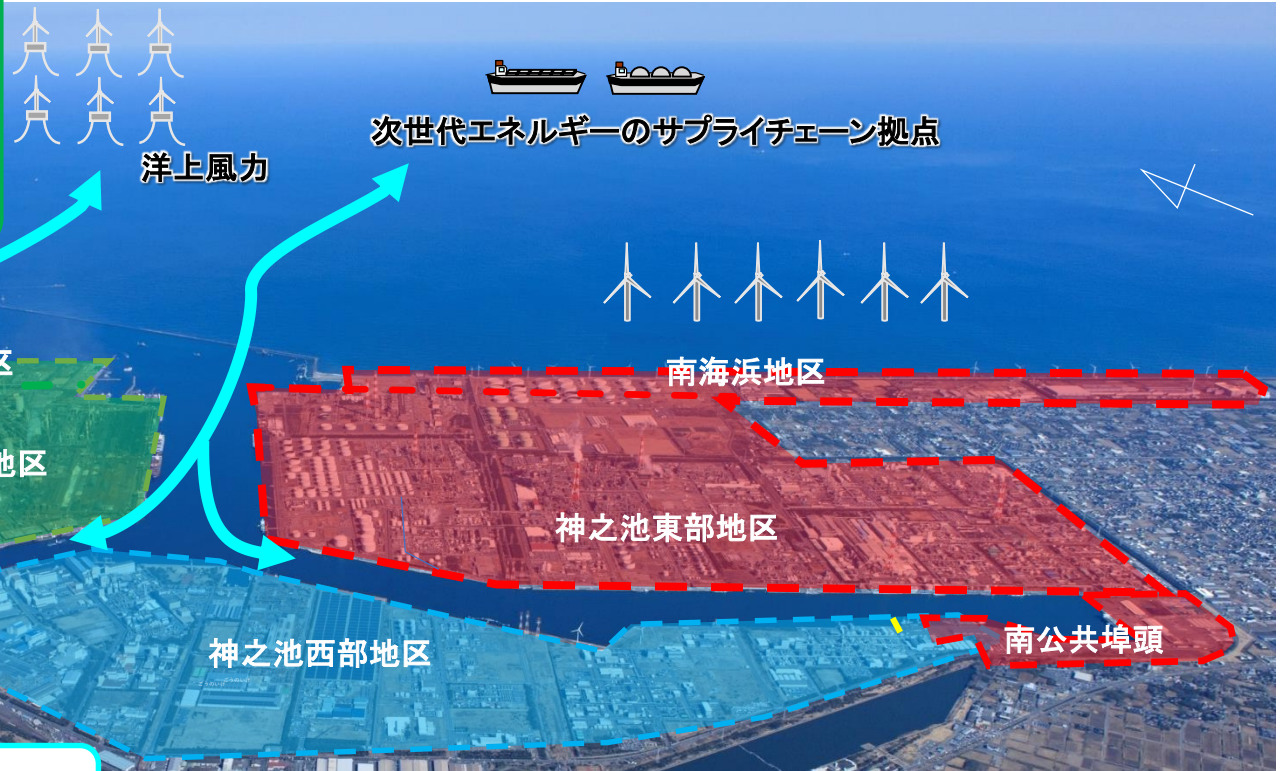 次世代エネルギーのサプライチェーン拠点
洋上風力
区
南海浜地区
地区
神之池東部地区
南公共埠頭
神之池西部地区